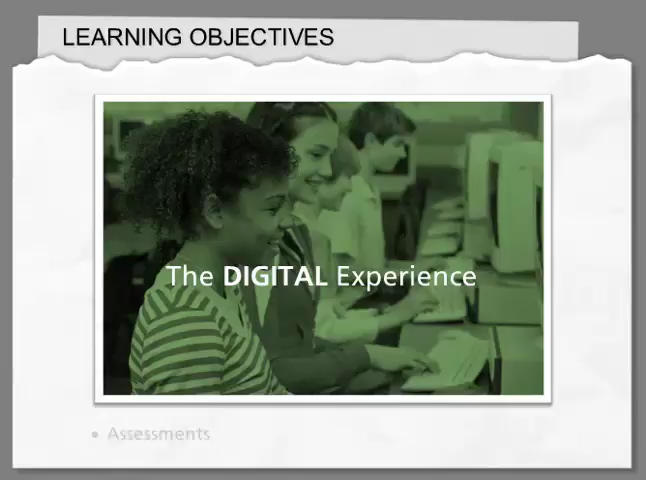 LEARNING OBJECTIVES
The DIGITAL Experience
• Assessments